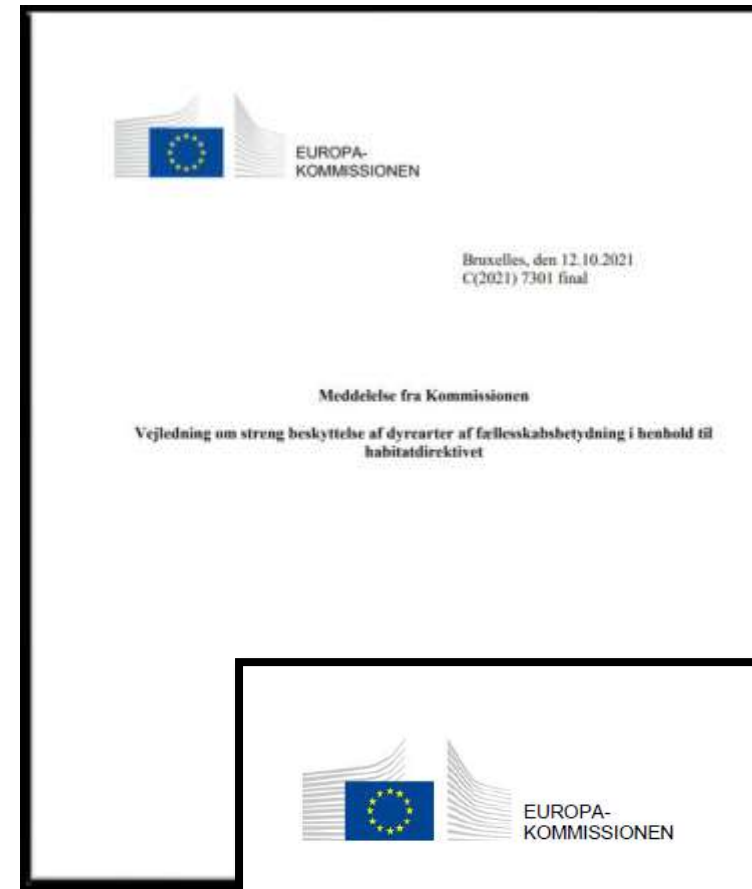 EUROPA-
KOMMISSIONEN
Bruxelles, den 12.10.2021
C(2021) 7301 final
Meddelelse fra Kommissionen
Vejledning om streng beskyttelse af dyrearter af fællesskabsbetydning i henhold til
habitatdirektivet
EUROPA-
KOMMISSIONEN